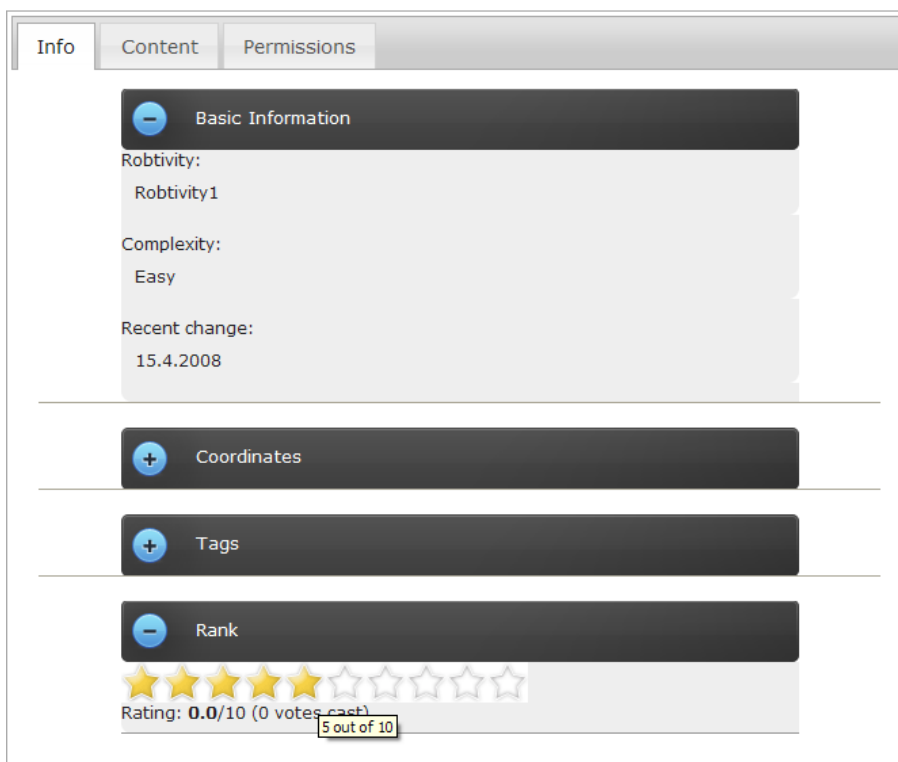 Info Content Permissions
Basic Information
Robtivity:
Robtivity1
Complexity:
Easy
Recent change:
15.4.2008
Coordinates
Tags
Rank
Rating: 0.0/10 (0 votes cast)
5 out of 10